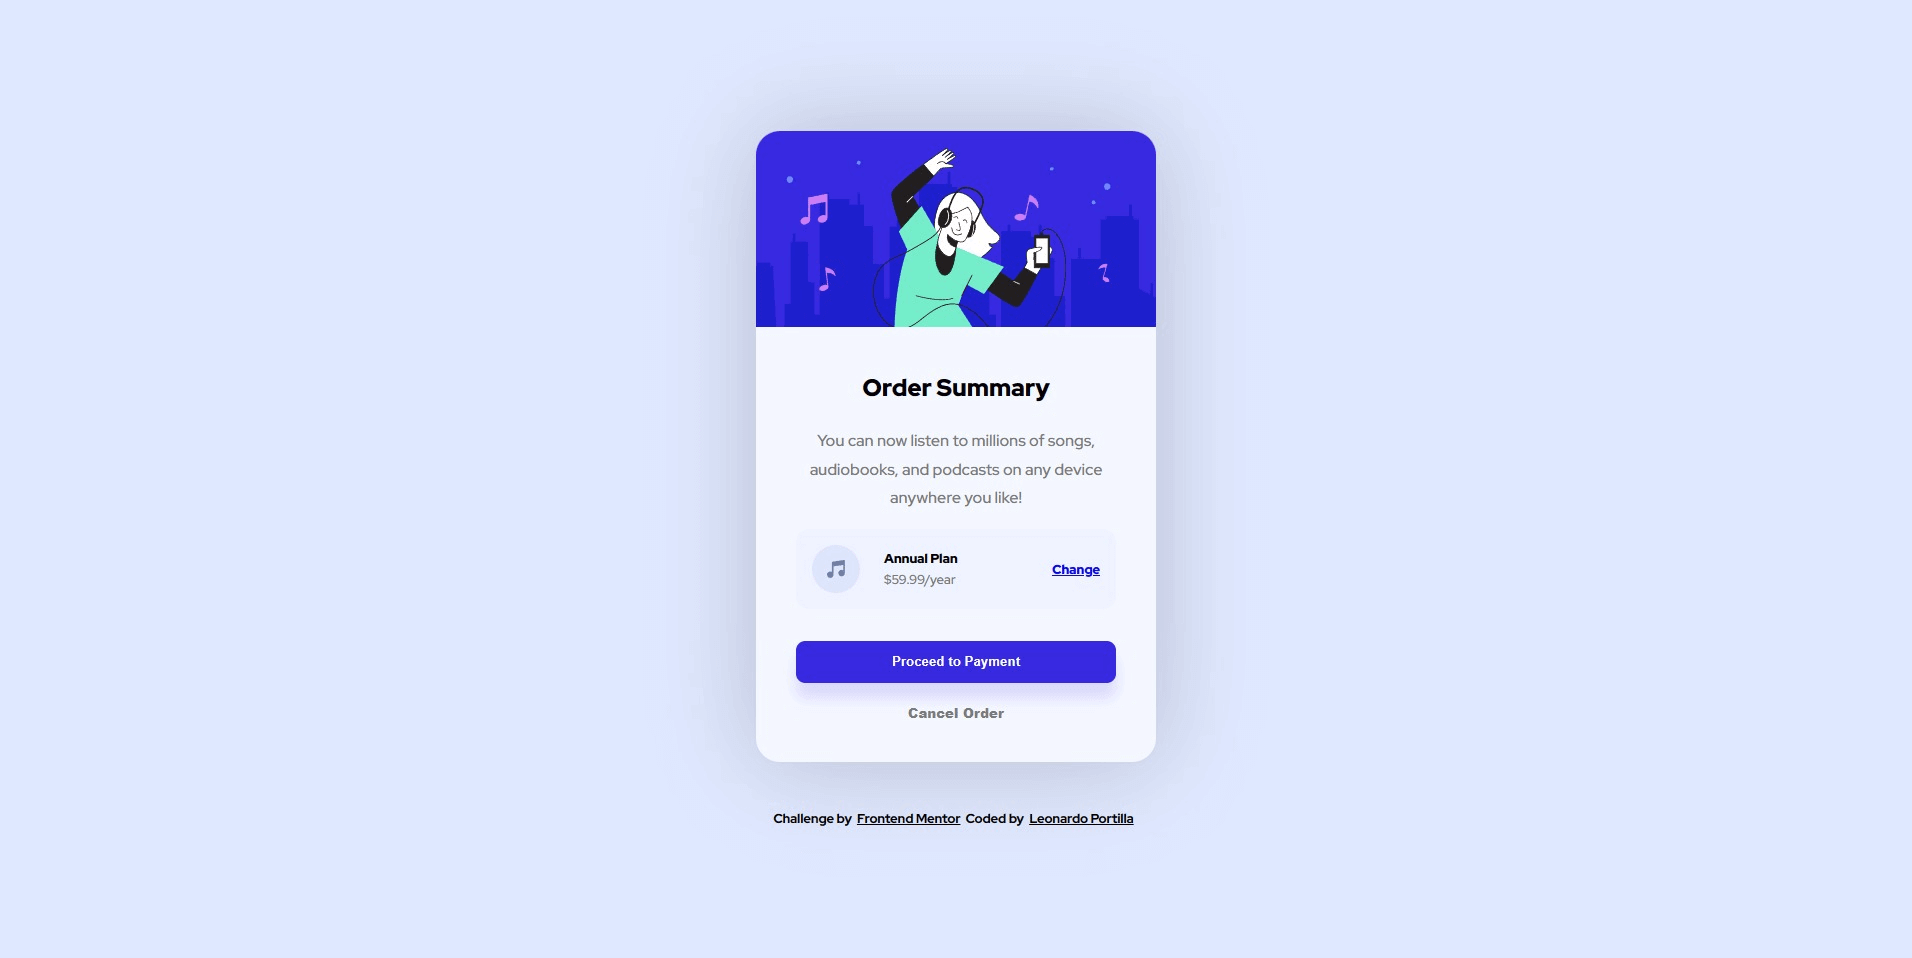 Order Summary
You can now listen to millions of songs,
audiobooks, and podcasts on any device
anywhere you like!
Annual Plan
$59.99/year
Change
Proceed to Payment
Cancel Order
Challenge by Frontend Mentor Coded by Leonardo Portilla